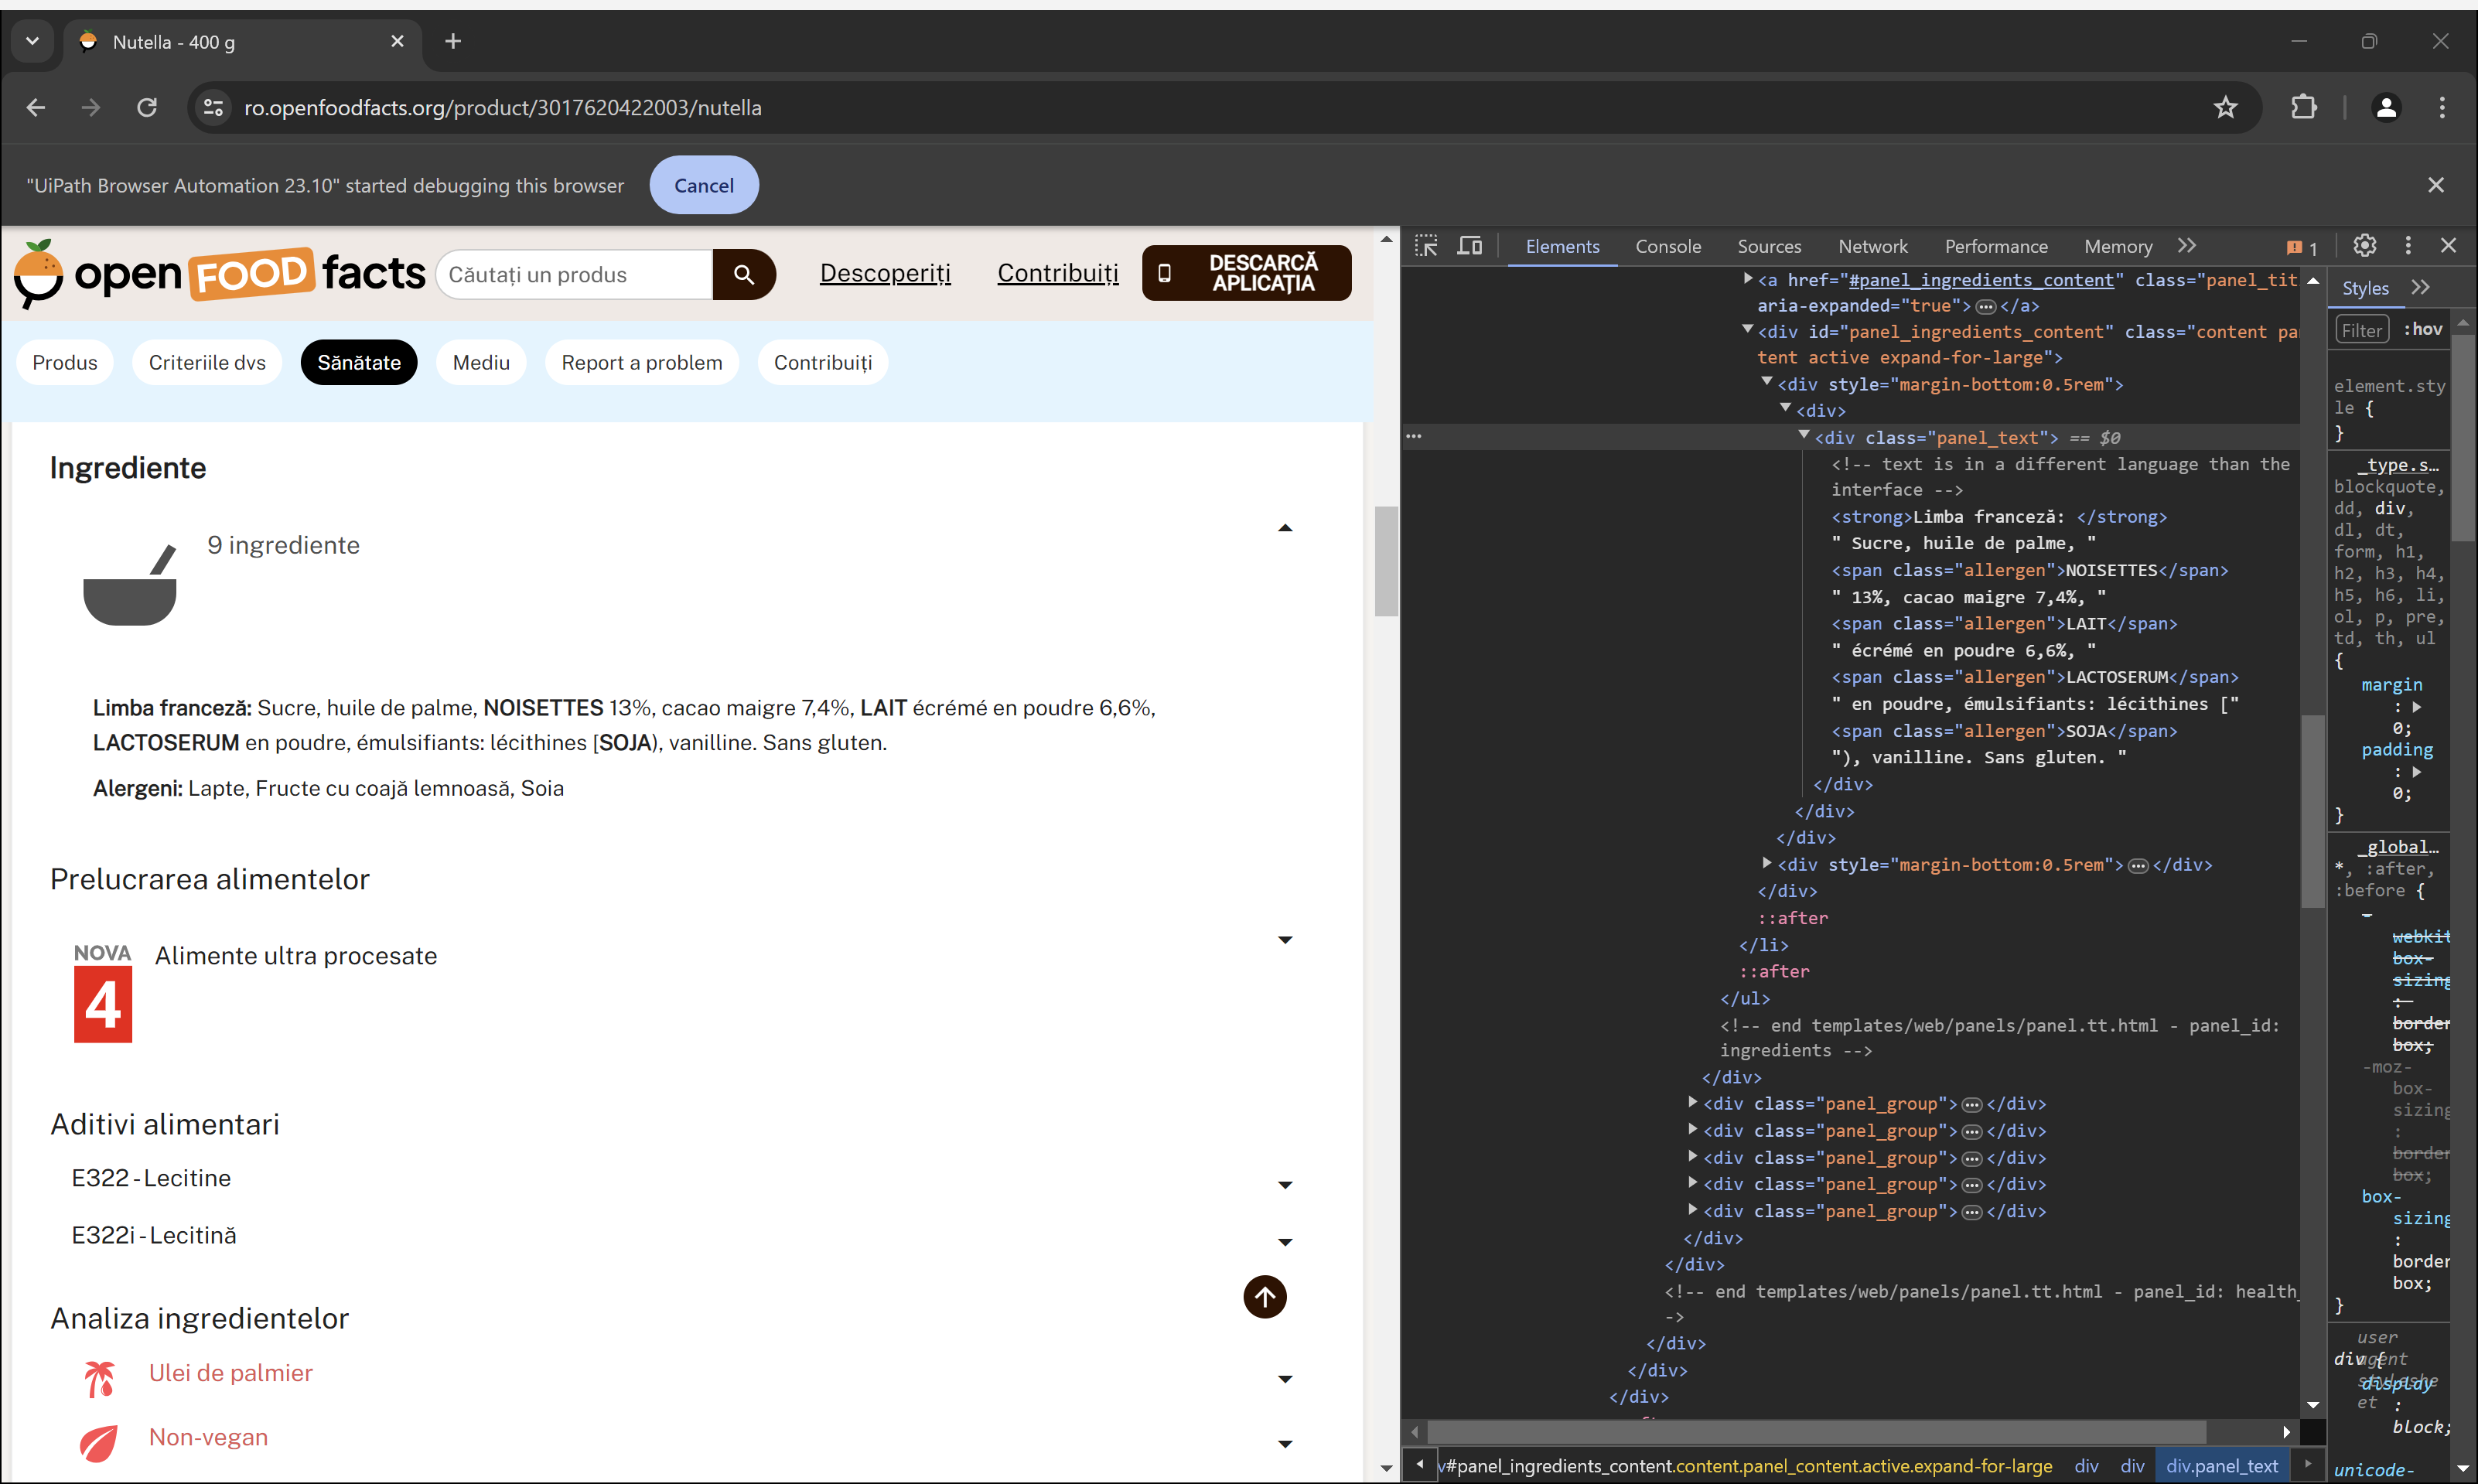 Nutella - 400 g
ro.openfoodfacts.org/product/3017620422003/nutella
"UiPath Browser Automation 23.10" started debugging this browser
Cancel
open FOOD facts
Căutați un produs
Descoperiți
Contribuiți
DESCARCĂ
APLICAȚIA
Produs
Criteriile dvs
Sănătate
Mediu
Report a problem
Contribuiți
Ingrediente
9 ingrediente
Limba franceză: Sucre, huile de palme, NOISETTES 13%, cacao maigre 7,4%, LAIT écrémé en poudre 6,6%,
LACTOSERUM en poudre, émulsifiants: lécithines [SOJA), vanilline. Sans gluten.
Alergeni: Lapte, Fructe cu coajă lemnoasă, Soia
Prelucrarea alimentelor
NOVA
4
Alimente ultra procesate
Aditivi alimentari
E322 - Lecitine
E322i - Lecitină
Analiza ingredientelor
Ulei de palmier
Non-vegan
Elements
Console
Sources
Network
Performance
Memory
1
<a href="#panel_ingredients_content" class="panel_tit
aria-expanded="true">…</a>
<div id="panel_ingredients_content" class="content pa
tent active expand-for-large">
<div style="margin-bottom:0.5rem">
<div>
<div class="panel_text"> == $0
<!-- text is in a different language than the
interface -->
<strong>Limba franceză: </strong>
" Sucre, huile de palme, "
<span class="allergen">NOISETTES</span>
" 13%, cacao maigre 7,4%, "
<span class="allergen">LAIT</span>
" écrémé en poudre 6,6%, "
<span class="allergen">LACTOSERUM</span>
" en poudre, émulsifiants: lécithines ["
<span class="allergen">SOJA</span>
"), vanilline. Sans gluten. "
</div>
</div>
</div>
<div style="margin-bottom:0.5rem">…</div>
</div>
::after
</li>
::after
</ul>
<!-- end templates/web/panels/panel.tt.html - panel_id:
ingredients -->
</div>
<div class="panel_group">…</div>
<div class="panel_group">…</div>
<div class="panel_group">…</div>
<div class="panel_group">…</div>
<div class="panel_group">…</div>
</div>
</div>
<!-- end templates/web/panels/panel.tt.html - panel_id: health_
->
</div>
</div>
</div>
#panel_ingredients_content.content.panel_content.active.expand-for-large
div
div
div.panel_text
Styles
Filter
:hov
element.sty
le {
}
_type.s…
blockquote,
dd, div,
dl, dt,
form, h1,
h2, h3, h4,
h5, h6, li,
ol, p, pre,
td, th, ul
{
margin
:
0;
padding
:
0;
}
_global…
*, :after,
:before {
-
webkit
box-
sizing
:
border
box;
-moz-
box-
sizing
:
border
box;
box-
sizing
:
border
box;
}
user
agent
styleshe
et
div {
display
:
block;
unicode-